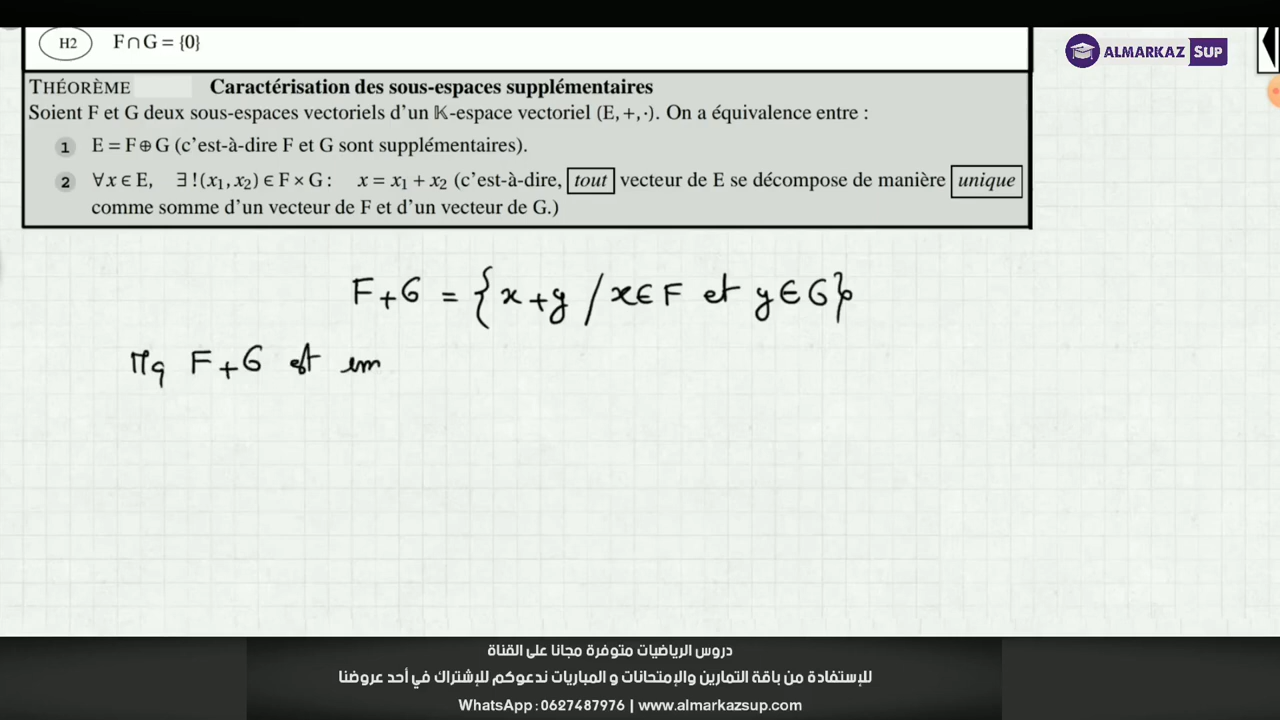 H2 F∩G = {0}
ALMARKAZ SUP
THÉORÈME Caractérisation des sous-espaces supplémentaires
Soient F et G deux sous-espaces vectoriels d'un 𝕂-espace vectoriel (E,+,·). On a équivalence entre :
1 E = F⊕G (c'est-à-dire F et G sont supplémentaires).
2 ∀x ∈ E, ∃!(x₁,x₂) ∈ F×G : x = x₁ + x₂ (c'est-à-dire, tout vecteur de E se décompose de manière unique
comme somme d'un vecteur de F et d'un vecteur de G.)
F+G = {x+y / x∈F et y∈G}
Mq F+G est
دروس الرياضيات متوفرة مجانا على القناة
للإستفادة من باقة التمارين والإمتحانات و المباريات ندعوكم للإشتراك في أحد عروضنا
WhatsApp : 0627487976 | www.almarkazsup.com